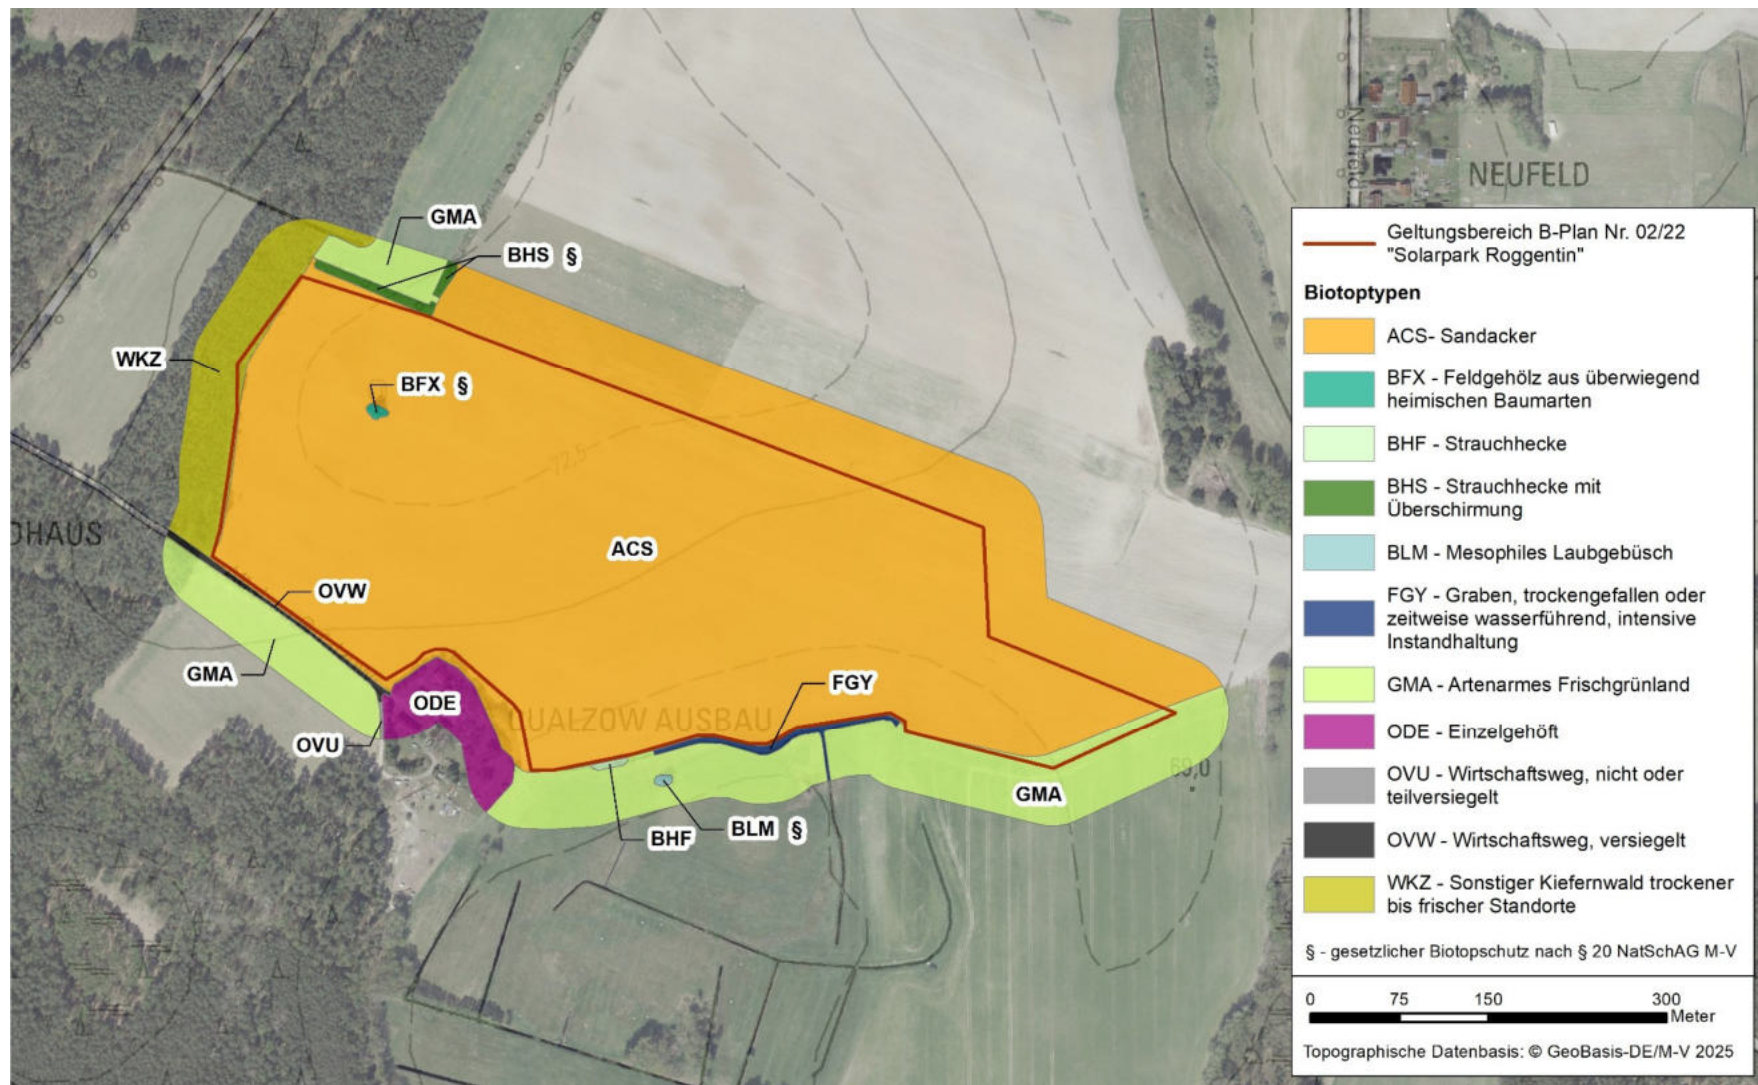 Neufeld
NEUFELD
GMA
BHS §
WKZ
BFX §
72,5
DHAUS
ACS
OVW
GMA
ODE
FGY
QUALZOW AUSBAU
OVU
69,0
GMA
BLM §
BHF
Geltungsbereich B-Plan Nr. 02/22
"Solarpark Roggentin"
Biotoptypen
ACS- Sandacker
BFX - Feldgehölz aus überwiegend
heimischen Baumarten
BHF - Strauchhecke
BHS - Strauchhecke mit
Überschirmung
BLM - Mesophiles Laubgebüsch
FGY - Graben, trockengefallen oder
zeitweise wasserführend, intensive
Instandhaltung
GMA - Artenarmes Frischgrünland
ODE - Einzelgehöft
OVU - Wirtschaftsweg, nicht oder
teilversiegelt
OVW - Wirtschaftsweg, versiegelt
WKZ - Sonstiger Kiefernwald trockener
bis frischer Standorte
§ - gesetzlicher Biotopschutz nach § 20 NatSchAG M-V
0 75 150 300
Meter
Topographische Datenbasis: © GeoBasis-DE/M-V 2025